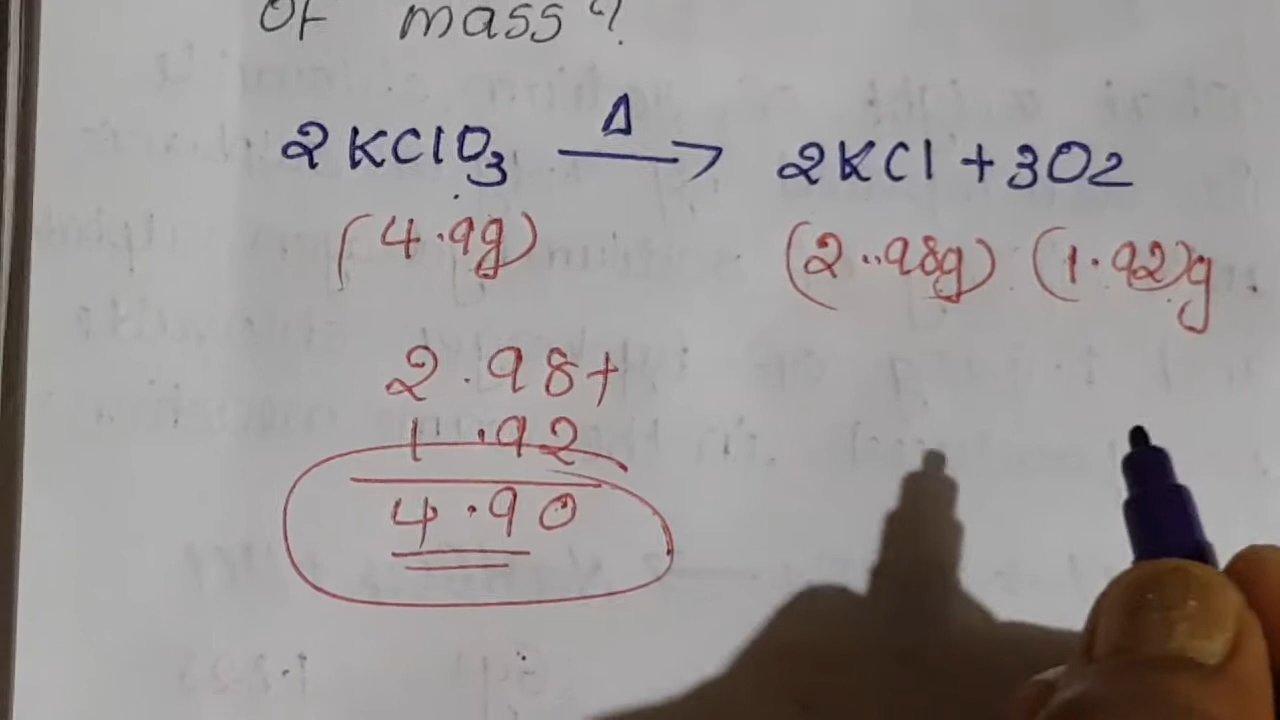 of mass?
2KClO3 Δ→ 2KCl + 3O2
(4.9g) (2.98g) (1.92)g
2.98+
1.92
4.90